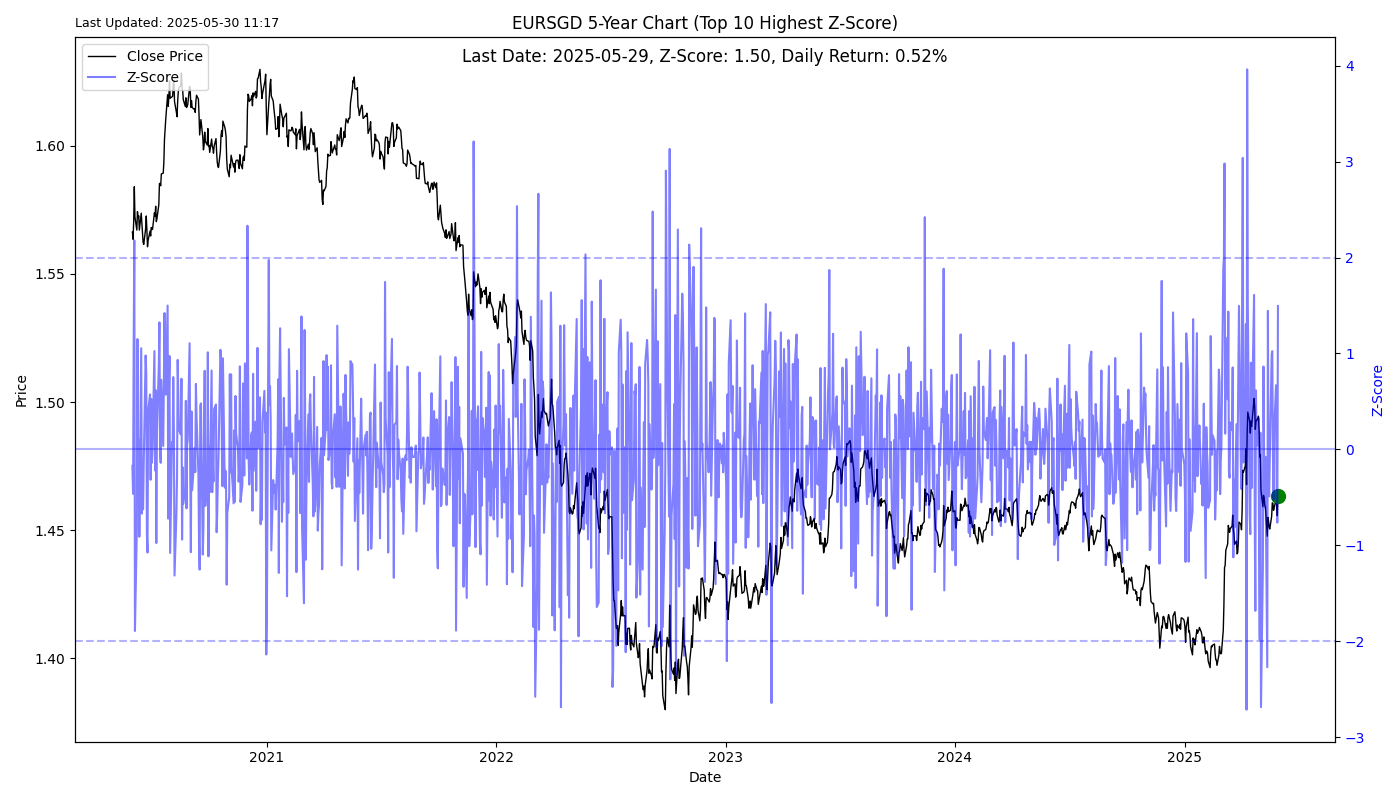 Last Updated: 2025-05-30 11:17
EURSGD 5-Year Chart (Top 10 Highest Z-Score)
Last Date: 2025-05-29, Z-Score: 1.50, Daily Return: 0.52%
Close Price
Z-Score
Price
1.60
1.55
1.50
1.45
1.40
4
3
2
1
0
−1
−2
−3
Z-Score
2021
2022
2023
2024
2025
Date